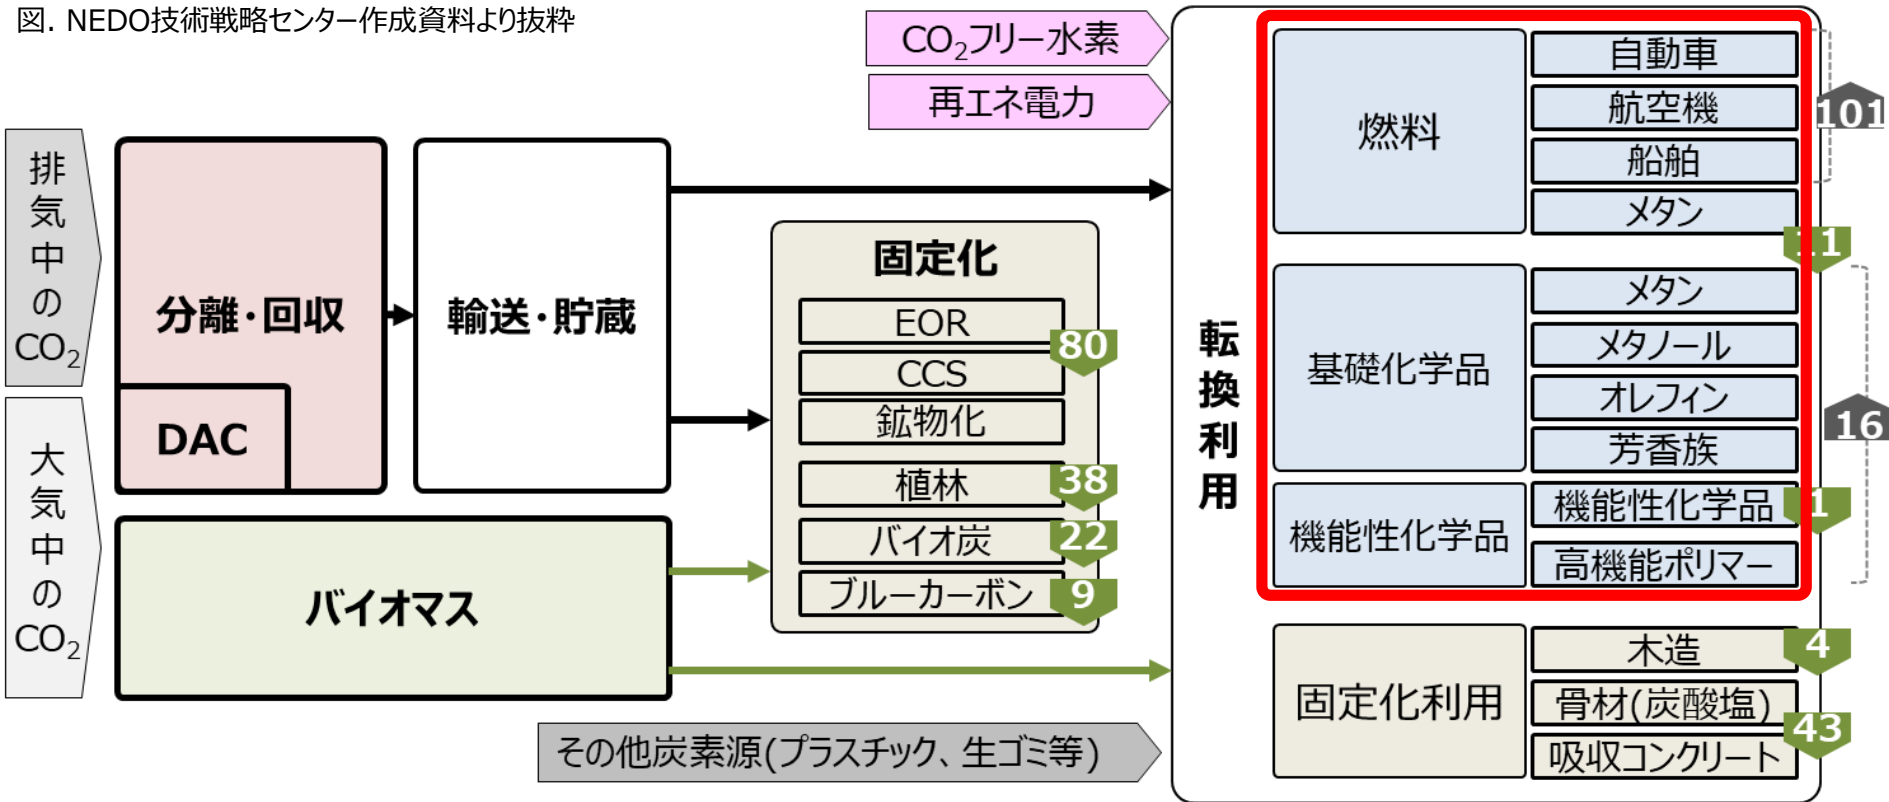 図. NEDO技術戦略センター作成資料より抜粋
CO₂フリー水素
再エネ電力
排気中のCO₂
大気中のCO₂
分離・回収
DAC
輸送・貯蔵
バイオマス
固定化
EOR
CCS
80
鉱物化
植林
38
バイオ炭
22
ブルーカーボン
9
その他炭素源(プラスチック、生ゴミ等)
転換利用
燃料
自動車
航空機
船舶
メタン
101
11
基礎化学品
メタン
メタノール
オレフィン
芳香族
16
機能性化学品
機能性化学品
1
高機能ポリマー
固定化利用
木造
4
骨材(炭酸塩)
43
吸収コンクリート